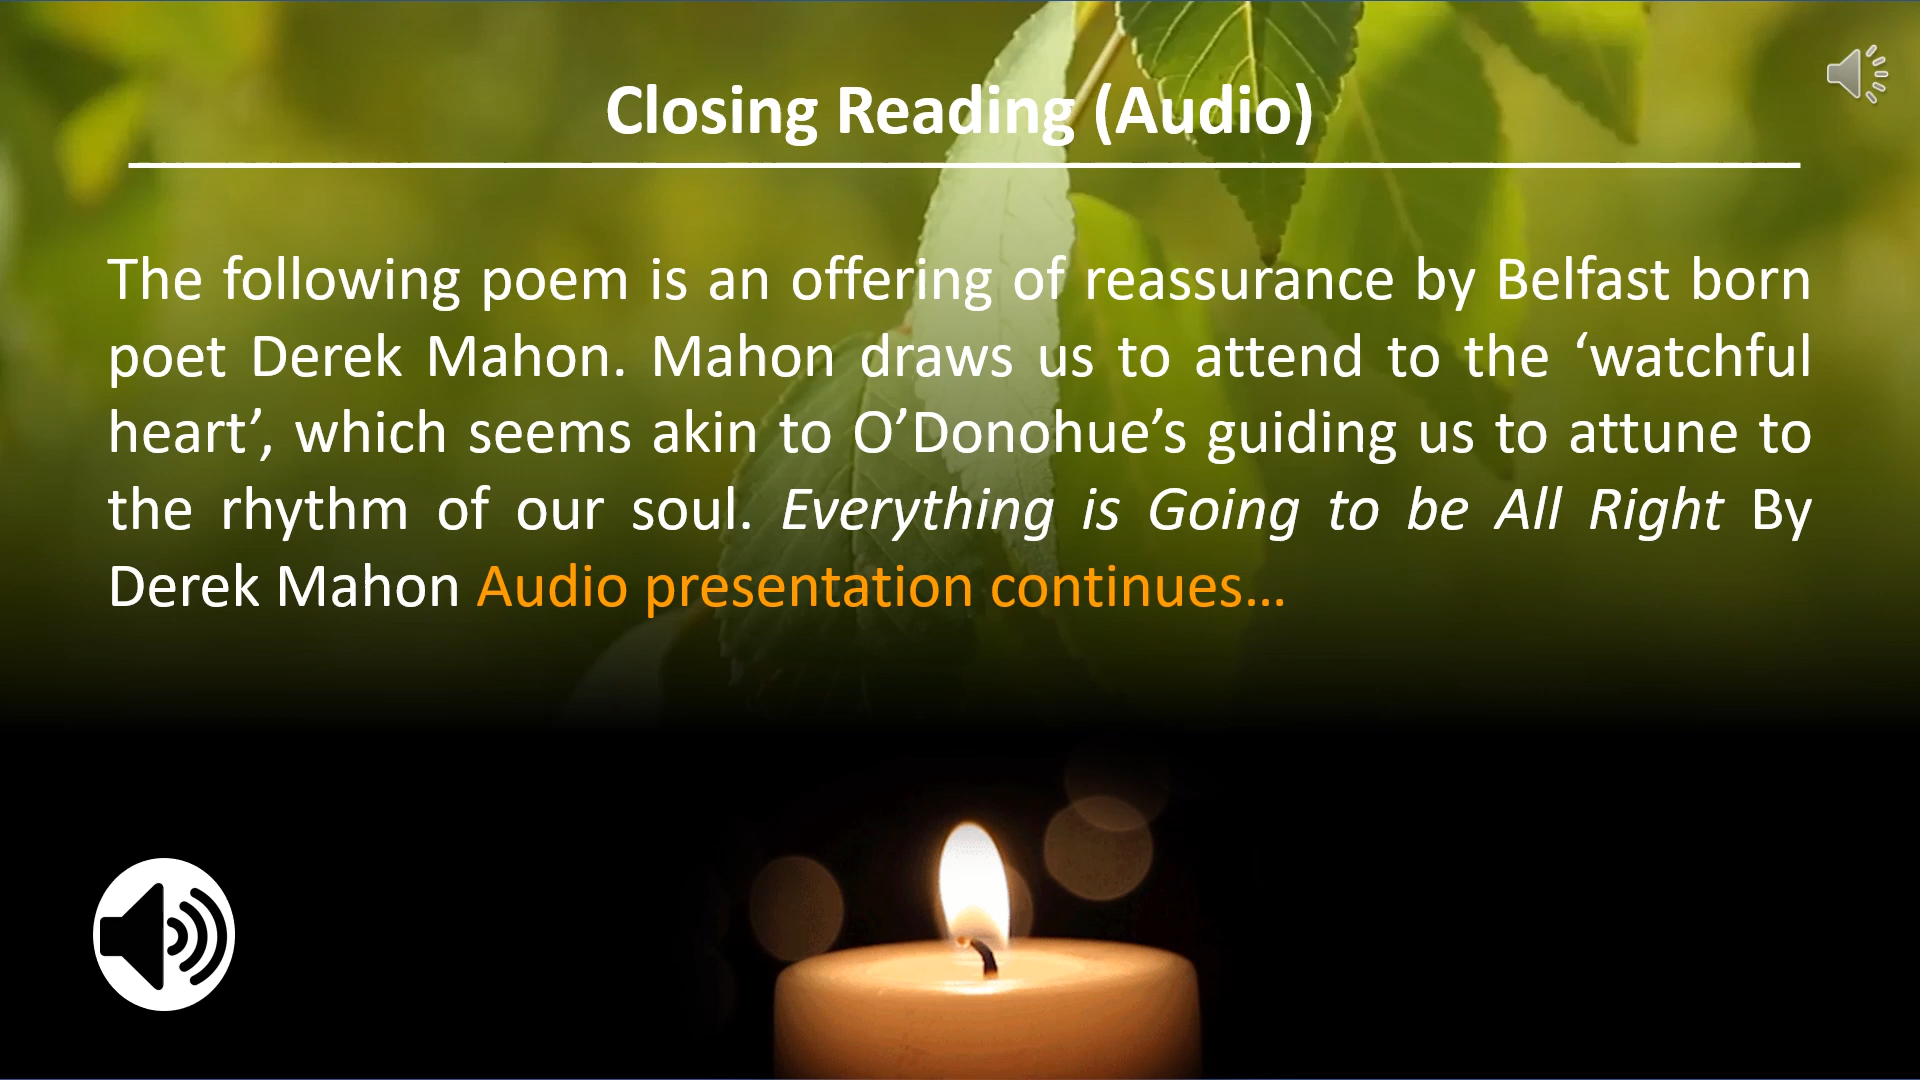 Closing Reading (Audio)
The following poem is an offering of reassurance by Belfast born
poet Derek Mahon. Mahon draws us to attend to the ‘watchful
heart’, which seems akin to O’Donohue’s guiding us to attune to
the rhythm of our soul. Everything is Going to be All Right By
Derek Mahon Audio presentation continues…